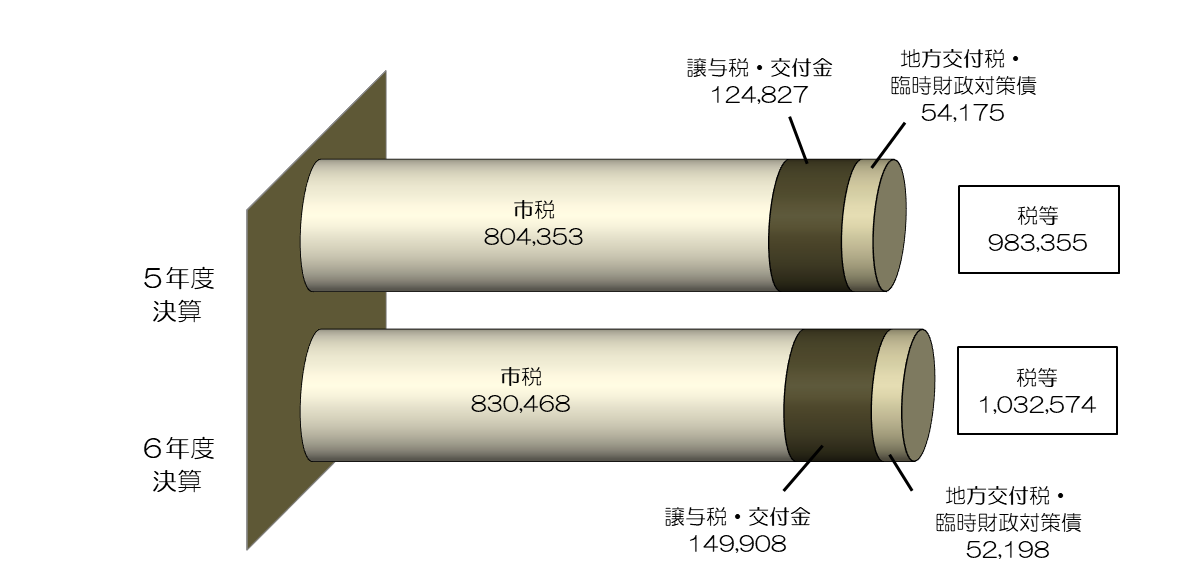 譲与税・交付金
124,827
地方交付税・
臨時財政対策債
54,175
市税
804,353
税等
983,355
5年度
決算
市税
830,468
税等
1,032,574
6年度
決算
譲与税・交付金
149,908
地方交付税・
臨時財政対策債
52,198